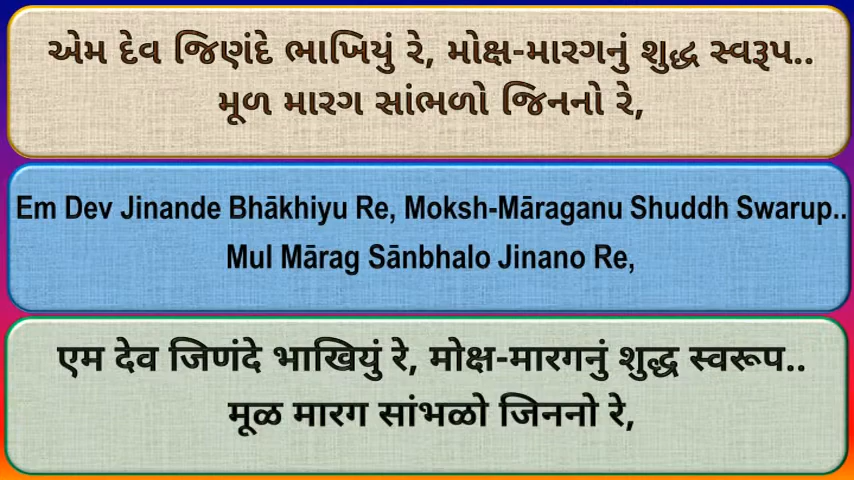 એમ દેવ જિણંદે ભાખિયું રે, મોક્ષ-મારગનું શુદ્ધ સ્વરૂપ..
મૂળ મારગ સાંભળો જિનનો રે,
Em Dev Jinande Bhākhiyu Re, Moksh-Māraganu Shuddh Swarup..
Mul Mārag Sānbhalo Jinano Re,
एम देव जिणंदे भाखियुं रे, मोक्ष-मारगनुं शुद्ध स्वरूप..
मूळ मारग सांभळो जिननो रे,